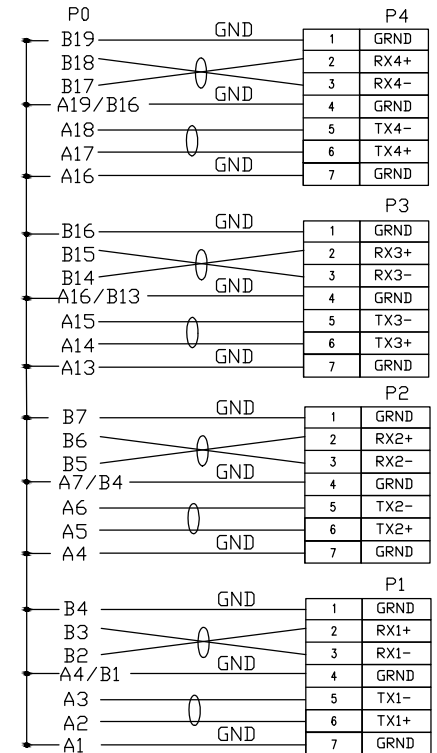 P0 P4
B19 GND 1 GRND
B18 2 RX4+
B17 3 RX4-
A19/B16 GND 4 GRND
A18 5 TX4-
A17 6 TX4+
A16 GND 7 GRND
P3
B16 GND 1 GRND
B15 2 RX3+
B14 3 RX3-
A16/B13 GND 4 GRND
A15 5 TX3-
A14 6 TX3+
A13 GND 7 GRND
P2
B7 GND 1 GRND
B6 2 RX2+
B5 3 RX2-
A7/B4 GND 4 GRND
A6 5 TX2-
A5 6 TX2+
A4 GND 7 GRND
P1
B4 GND 1 GRND
B3 2 RX1+
B2 3 RX1-
A4/B1 GND 4 GRND
A3 5 TX1-
A2 6 TX1+
A1 GND 7 GRND